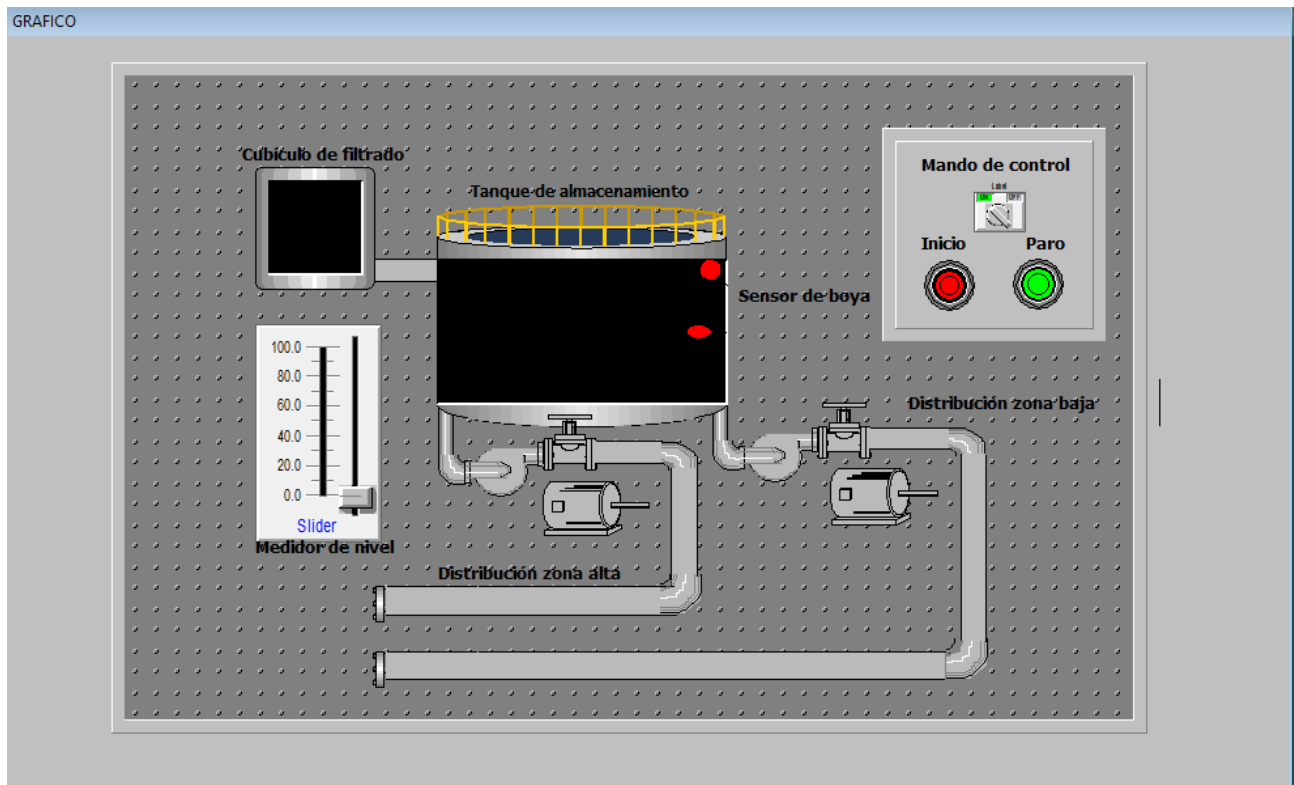 GRAFICO
Cubículo de filtrado
Tanque de almacenamiento
Mando de control
Label
ON OFF
Inicio Paro
Sensor de boya
100.0
80.0
60.0
40.0
20.0
0.0
Slider
Medidor de nivel
Distribución zona baja
Distribución zona alta